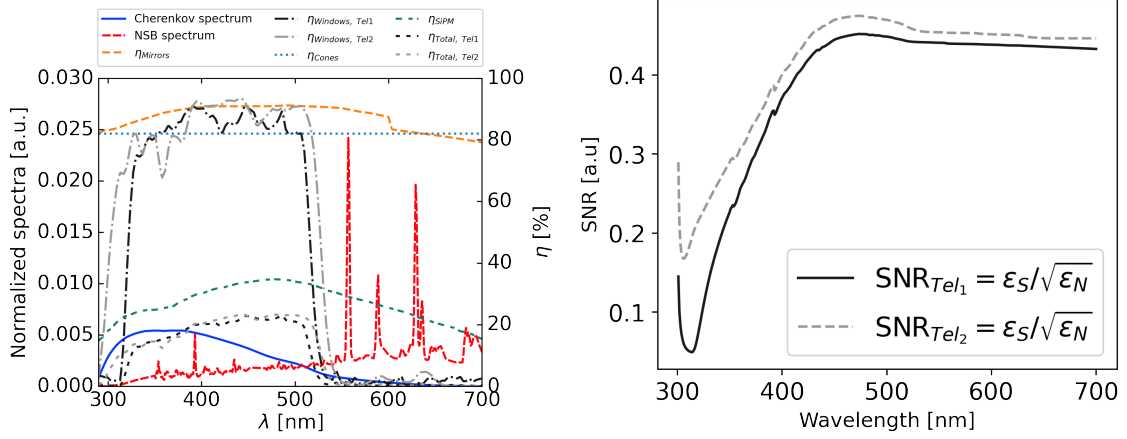 Cherenkov spectrum
NSB spectrum
η_Mirrors
η_Windows, Tel1
η_Windows, Tel2
η_Cones
η_SiPM
η_Total, Tel1
η_Total, Tel2
Normalized spectra [a.u.]
0.030
0.025
0.020
0.015
0.010
0.005
0.000
100
80
60
40
20
0
η [%]
300 400 500 600 700
λ [nm]
SNR [a.u]
0.4
0.3
0.2
0.1
SNR_Tel₁ = ε_S/√ε_N
SNR_Tel₂ = ε_S/√ε_N
300 400 500 600 700
Wavelength [nm]